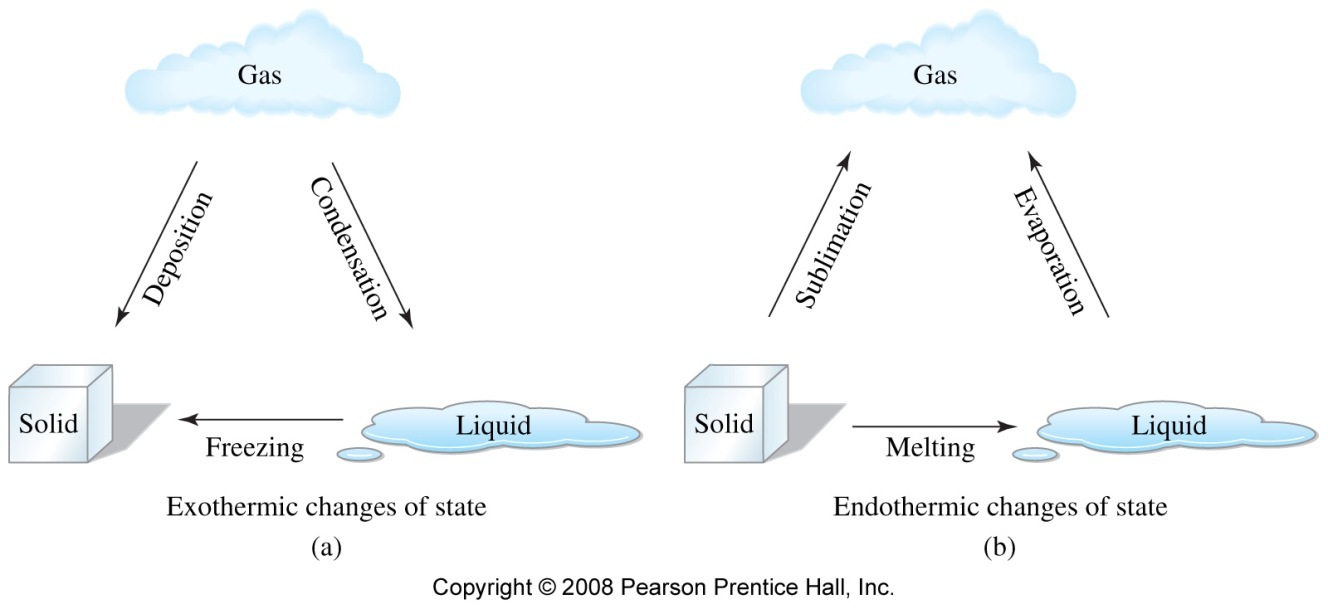 Gas
Deposition
Condensation
Solid
Freezing
Liquid
Exothermic changes of state
(a)
Gas
Sublimation
Evaporation
Solid
Melting
Liquid
Endothermic changes of state
(b)
Copyright © 2008 Pearson Prentice Hall, Inc.